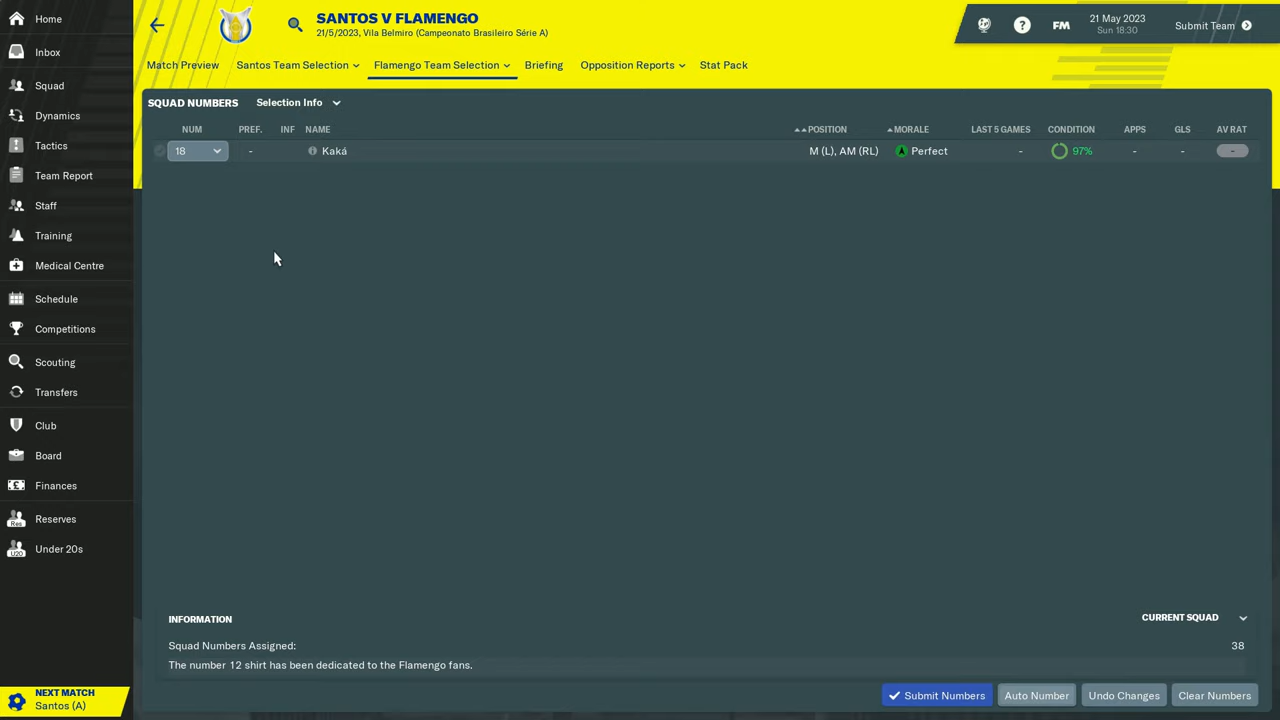 Home
Inbox
Squad
Dynamics
Tactics
Team Report
Staff
Training
Medical Centre
Schedule
Competitions
Scouting
Transfers
Club
Board
Finances
Res
Reserves
U20
Under 20s
NEXT MATCH
Santos (A)
SANTOS V FLAMENGO
21/5/2023, Vila Belmiro (Campeonato Brasileiro Série A)
? FM 21 May 2023 Submit Team
Sun 18:30
Match Preview Santos Team Selection Flamengo Team Selection Briefing Opposition Reports Stat Pack
SQUAD NUMBERS Selection Info
NUM PREF. INF NAME POSITION MORALE LAST 5 GAMES CONDITION APPS GLS AV RAT
18 - Kaká M (L), AM (RL) Perfect - 97% - - -
INFORMATION CURRENT SQUAD
Squad Numbers Assigned: 38
The number 12 shirt has been dedicated to the Flamengo fans.
Submit Numbers Auto Number Undo Changes Clear Numbers